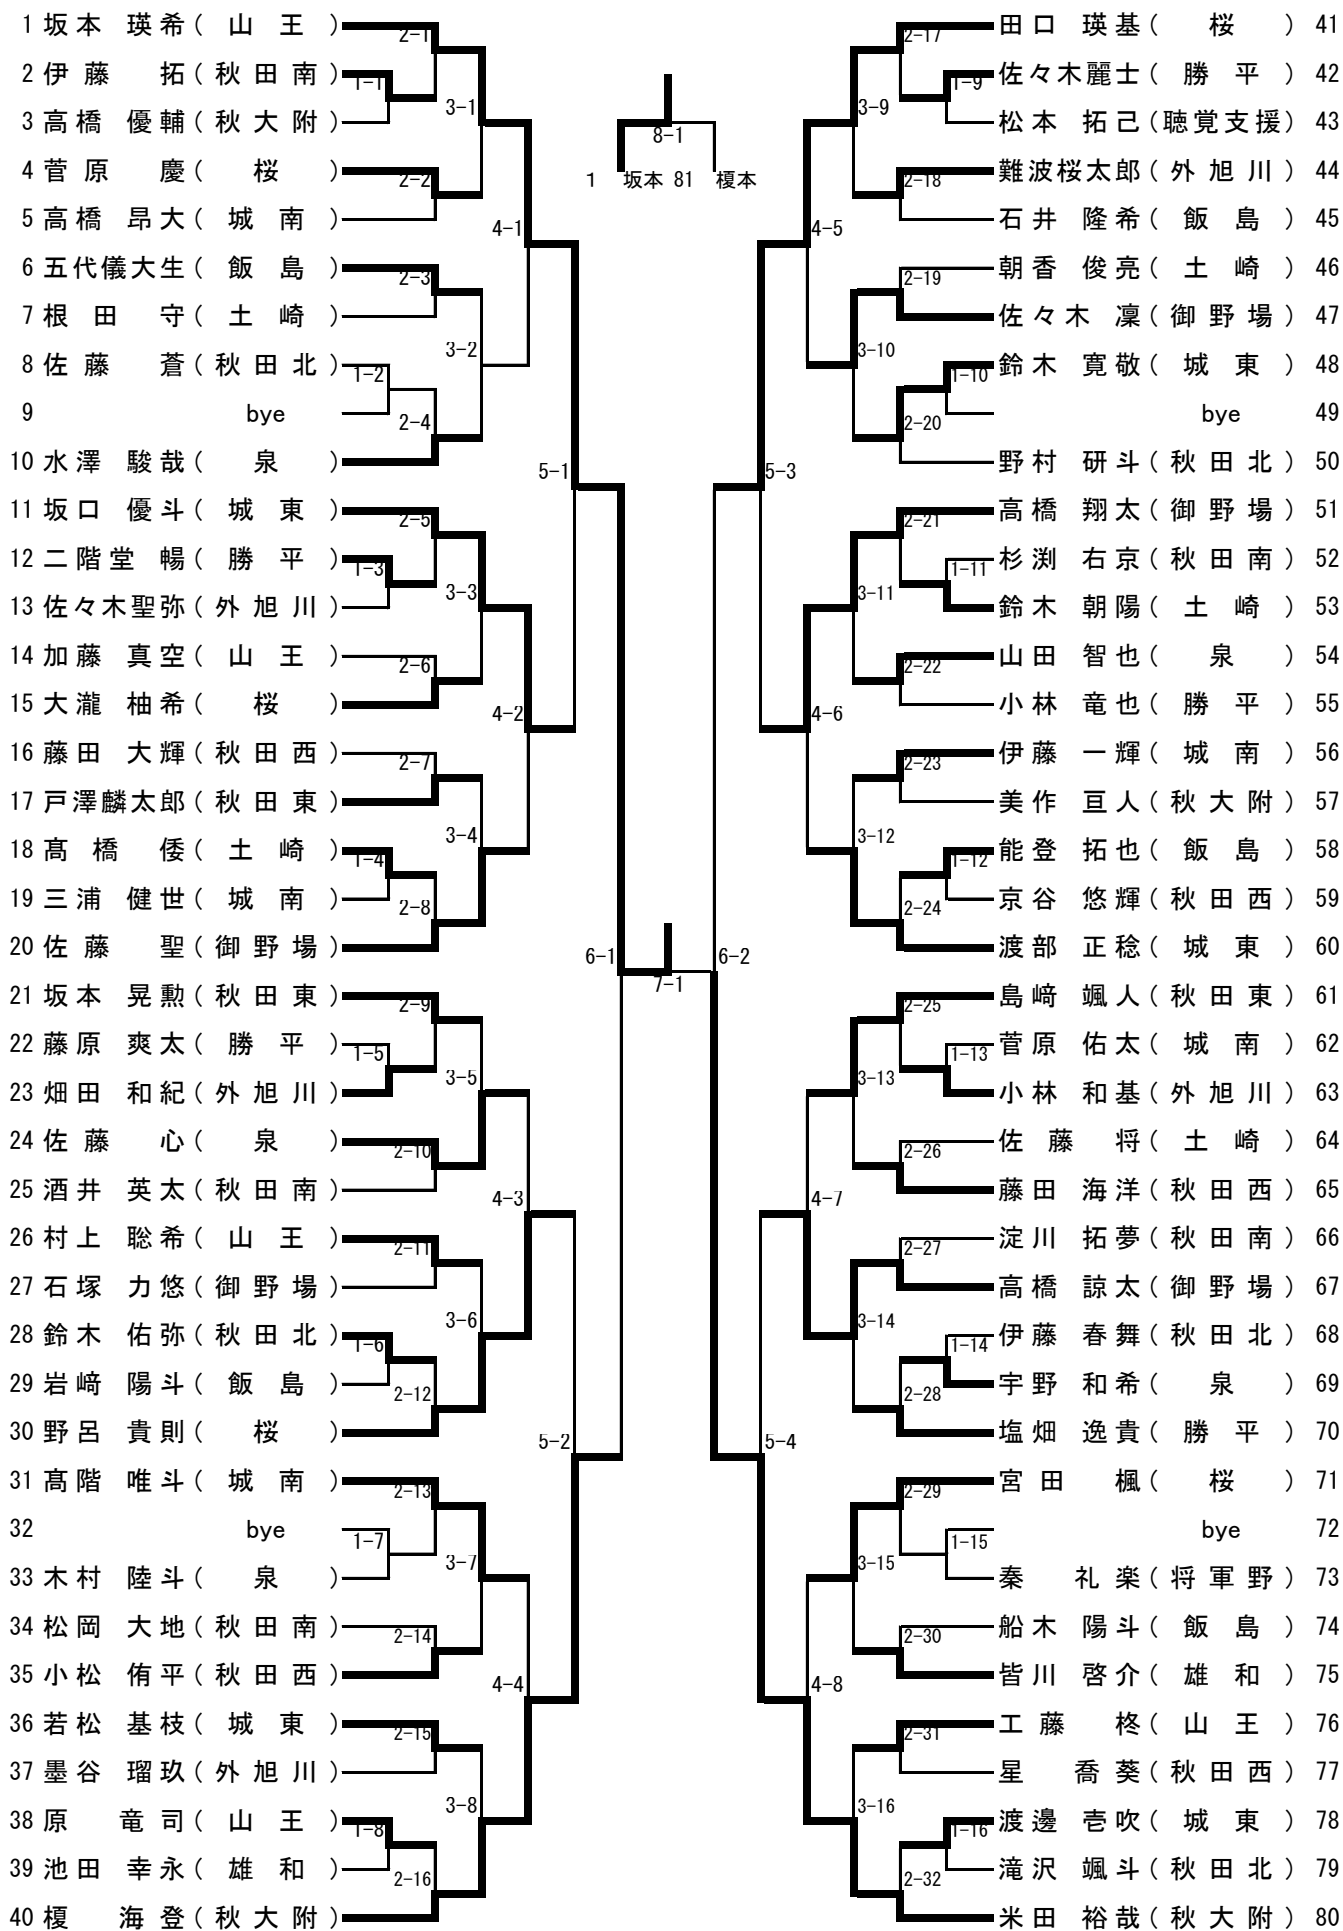 1 坂本 瑛希 ( 山 王 )
2 伊藤 拓 ( 秋 田 南 )
3 高橋 優輔 ( 秋 大 附 )
4 菅原 慶 ( 桜 )
5 高橋 昂大 ( 城 南 )
6 五代儀大生 ( 飯 島 )
7 根田 守 ( 土 崎 )
8 佐藤 蒼 ( 秋 田 北 )
9 bye
10 水澤 駿哉 ( 泉 )
11 坂口 優斗 ( 城 東 )
12 二階堂 暢 ( 勝 平 )
13 佐々木聖弥 ( 外 旭 川 )
14 加藤 真空 ( 山 王 )
15 大瀧 柚希 ( 桜 )
16 藤田 大輝 ( 秋 田 西 )
17 戸澤麟太郎 ( 秋 田 東 )
18 髙橋 倭 ( 土 崎 )
19 三浦 健世 ( 城 南 )
20 佐藤 聖 ( 御 野 場 )
21 坂本 晃勲 ( 秋 田 東 )
22 藤原 爽太 ( 勝 平 )
23 畑田 和紀 ( 外 旭 川 )
24 佐藤 心 ( 泉 )
25 酒井 英太 ( 秋 田 南 )
26 村上 聡希 ( 山 王 )
27 石塚 力悠 ( 御 野 場 )
28 鈴木 佑弥 ( 秋 田 北 )
29 岩﨑 陽斗 ( 飯 島 )
30 野呂 貴則 ( 桜 )
31 髙階 唯斗 ( 城 南 )
32 bye
33 木村 陸斗 ( 泉 )
34 松岡 大地 ( 秋 田 南 )
35 小松 侑平 ( 秋 田 西 )
36 若松 基枝 ( 城 東 )
37 墨谷 瑠玖 ( 外 旭 川 )
38 原 竜司 ( 山 王 )
39 池田 幸永 ( 雄 和 )
40 榎 海登 ( 秋 大 附 )
2-1
1-1
3-1
2-2
4-1
2-3
3-2
1-2
2-4
5-1
2-5
1-3
3-3
2-6
4-2
2-7
3-4
1-4
2-8
6-1
2-9
1-5
3-5
2-10
4-3
2-11
3-6
1-6
2-12
5-2
2-13
1-7
3-7
2-14
4-4
2-15
3-8
1-8
2-16
8-1
1 坂本 81 榎本
7-1
2-17
1-9
3-9
2-18
4-5
2-19
3-10
1-10
2-20
5-3
2-21
1-11
3-11
2-22
4-6
2-23
3-12
1-12
2-24
6-2
2-25
1-13
3-13
2-26
4-7
2-27
3-14
1-14
2-28
5-4
2-29
1-15
3-15
2-30
4-8
2-31
3-16
1-16
2-32
田口 瑛基 ( 桜 ) 41
佐々木麗士 ( 勝 平 ) 42
松本 拓己 (聴覚支援) 43
難波桜太郎 ( 外 旭 川 ) 44
石井 隆希 ( 飯 島 ) 45
朝香 俊亮 ( 土 崎 ) 46
佐々木 凜 ( 御 野 場 ) 47
鈴木 寛敬 ( 城 東 ) 48
bye 49
野村 研斗 ( 秋 田 北 ) 50
高橋 翔太 ( 御 野 場 ) 51
杉渕 右京 ( 秋 田 南 ) 52
鈴木 朝陽 ( 土 崎 ) 53
山田 智也 ( 泉 ) 54
小林 竜也 ( 勝 平 ) 55
伊藤 一輝 ( 城 南 ) 56
美作 亘人 ( 秋 大 附 ) 57
能登 拓也 ( 飯 島 ) 58
京谷 悠輝 ( 秋 田 西 ) 59
渡部 正稔 ( 城 東 ) 60
島﨑 颯人 ( 秋 田 東 ) 61
菅原 佑太 ( 城 南 ) 62
小林 和基 ( 外 旭 川 ) 63
佐藤 将 ( 土 崎 ) 64
藤田 海洋 ( 秋 田 西 ) 65
淀川 拓夢 ( 秋 田 南 ) 66
高橋 諒太 ( 御 野 場 ) 67
伊藤 春舞 ( 秋 田 北 ) 68
宇野 和希 ( 泉 ) 69
塩畑 逸貴 ( 勝 平 ) 70
宮田 楓 ( 桜 ) 71
bye 72
秦 礼楽 ( 将 軍 野 ) 73
船木 陽斗 ( 飯 島 ) 74
皆川 啓介 ( 雄 和 ) 75
工藤 柊 ( 山 王 ) 76
星 喬葵 ( 秋 田 西 ) 77
渡邊 壱吹 ( 城 東 ) 78
滝沢 颯斗 ( 秋 田 北 ) 79
米田 裕哉 ( 秋 大 附 ) 80